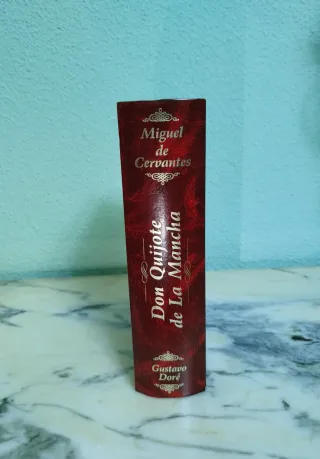 Miguel
de
Cervantes
Don Quijote
de La Mancha
Gustavo
Doré